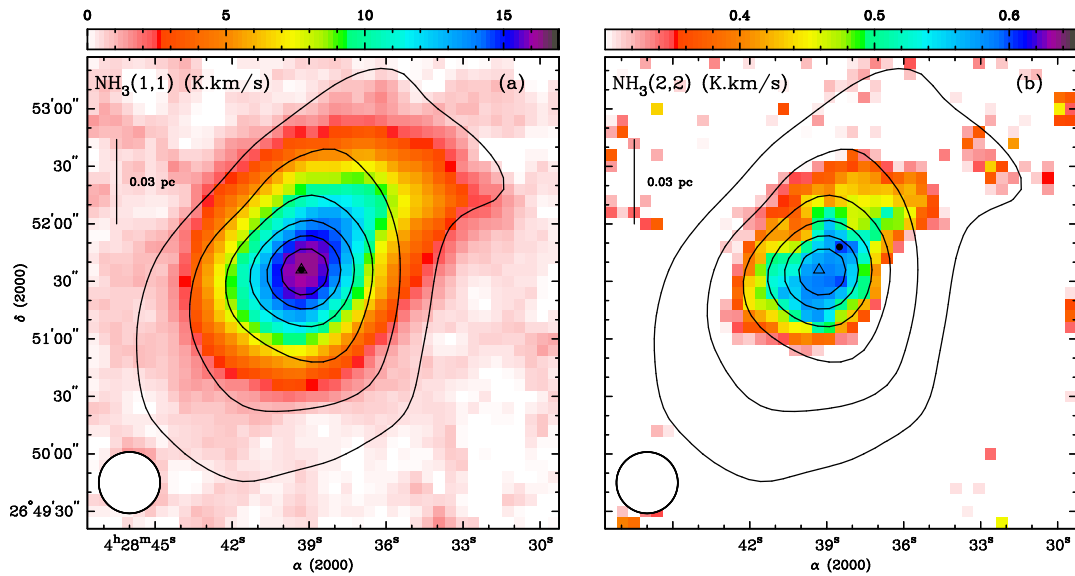 0 5 10 15
0.4 0.5 0.6
NH₃(1,1) (K.km/s) (a)
NH₃(2,2) (K.km/s) (b)
53'00"
30"
52'00"
30"
51'00"
30"
50'00"
26°49'30"
δ (2000)
0.03 pc
0.03 pc
4ʰ28ᵐ45ˢ 42ˢ 39ˢ 36ˢ 33ˢ 30ˢ
42ˢ 39ˢ 36ˢ 33ˢ 30ˢ
α (2000)
α (2000)